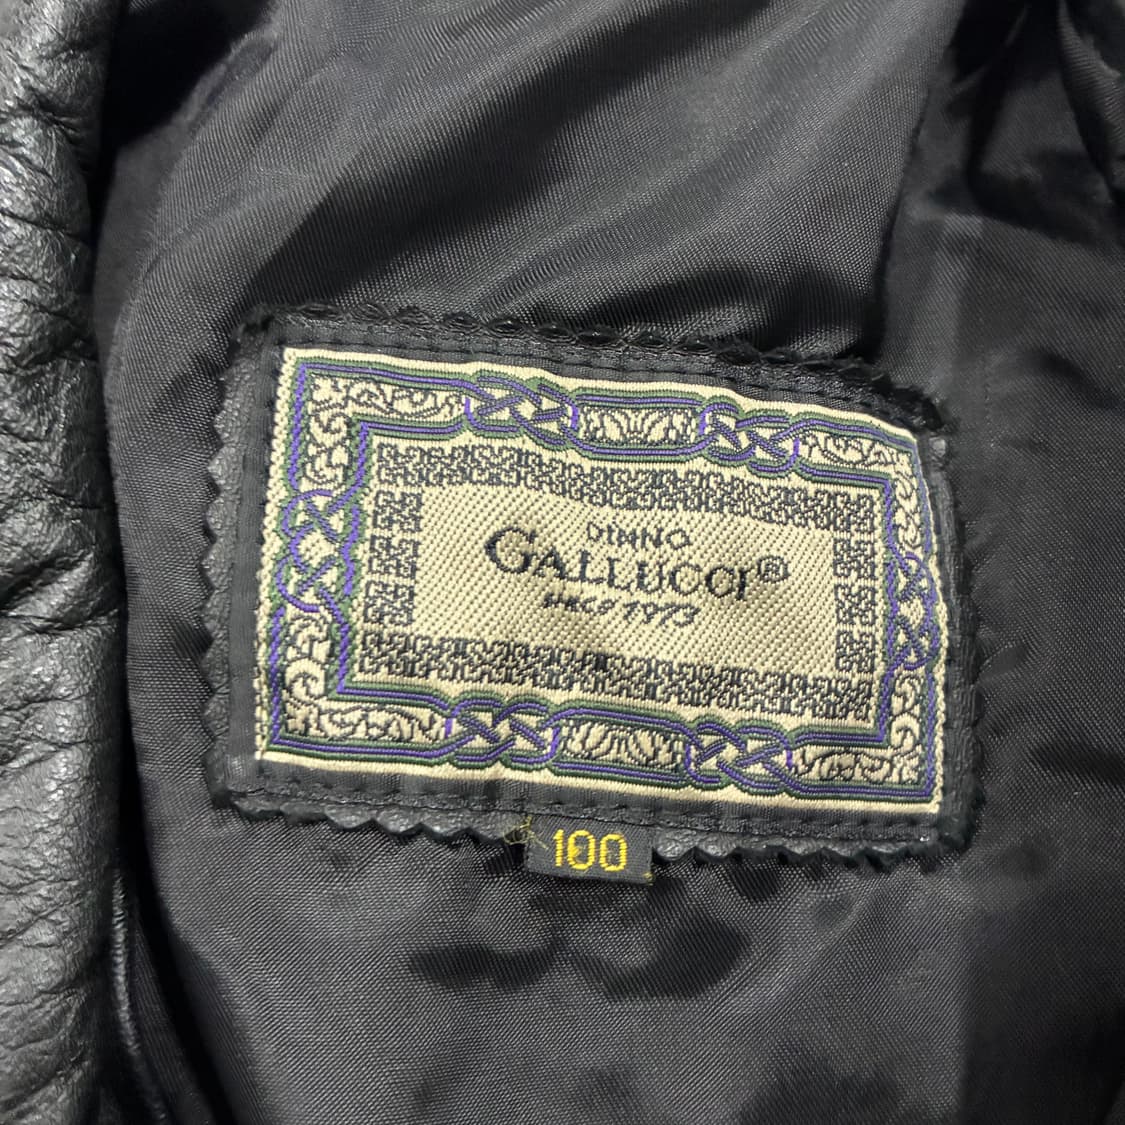 DINNO
GALLUCCI®
SINCE 1973
100